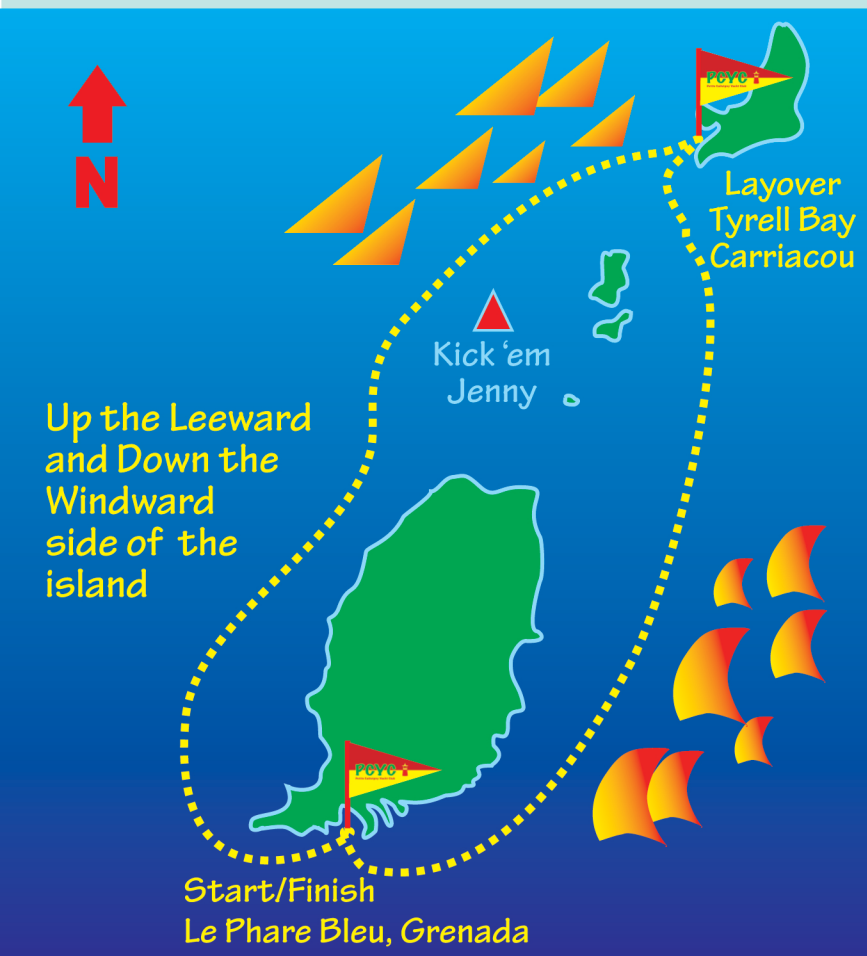 N
PCYC
Layover
Tyrell Bay
Carriacou
Kick ‘em
Jenny
Up the Leeward
and Down the
Windward
side of the
island
PCYC
Start/Finish
Le Phare Bleu, Grenada